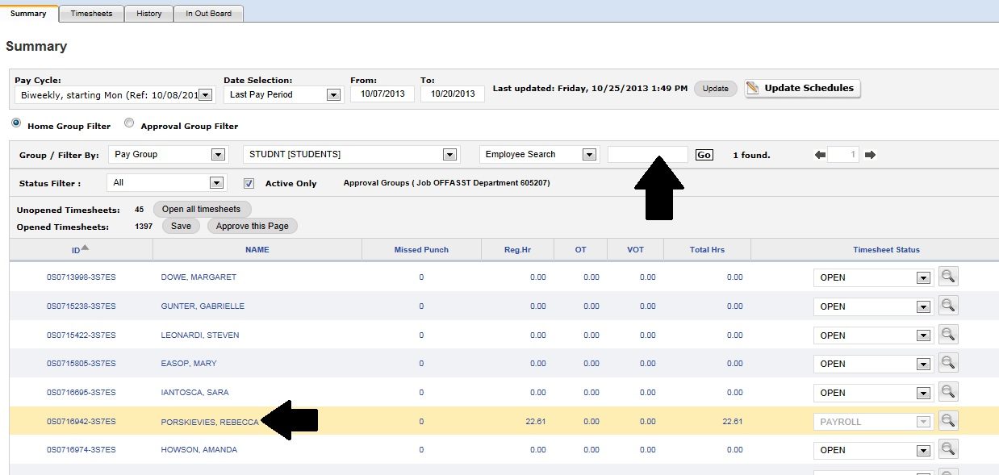 Summary Timesheets History In Out Board
Summary
Pay Cycle: Date Selection: From: To:
Biweekly, starting Mon (Ref: 10/08/201 Last Pay Period 10/07/2013 10/20/2013 Last updated: Friday, 10/25/2013 1:49 PM Update Update Schedules
Home Group Filter Approval Group Filter
Group / Filter By: Pay Group STUDNT [STUDENTS] Employee Search Go 1 found. 1
Status Filter : All Active Only Approval Groups ( Job OFFASST Department 605207)
Unopened Timesheets: 45 Open all timesheets
Opened Timesheets: 1397 Save Approve this Page
ID NAME Missed Punch Reg.Hr OT VOT Total Hrs Timesheet Status
0S0713998-3S7ES DOWE, MARGARET 0 0.00 0.00 0.00 0.00 OPEN
0S0715238-3S7ES GUNTER, GABRIELLE 0 0.00 0.00 0.00 0.00 OPEN
0S0715422-3S7ES LEONARDI, STEVEN 0 0.00 0.00 0.00 0.00 OPEN
0S0715805-3S7ES EASOP, MARY 0 0.00 0.00 0.00 0.00 OPEN
0S0716695-3S7ES IANTOSCA, SARA 0 0.00 0.00 0.00 0.00 OPEN
0S0716942-3S7ES PORSKIEVIES, REBECCA 0 22.61 0.00 0.00 22.61 PAYROLL
0S0716974-3S7ES HOWSON, AMANDA 0 0.00 0.00 0.00 0.00 OPEN